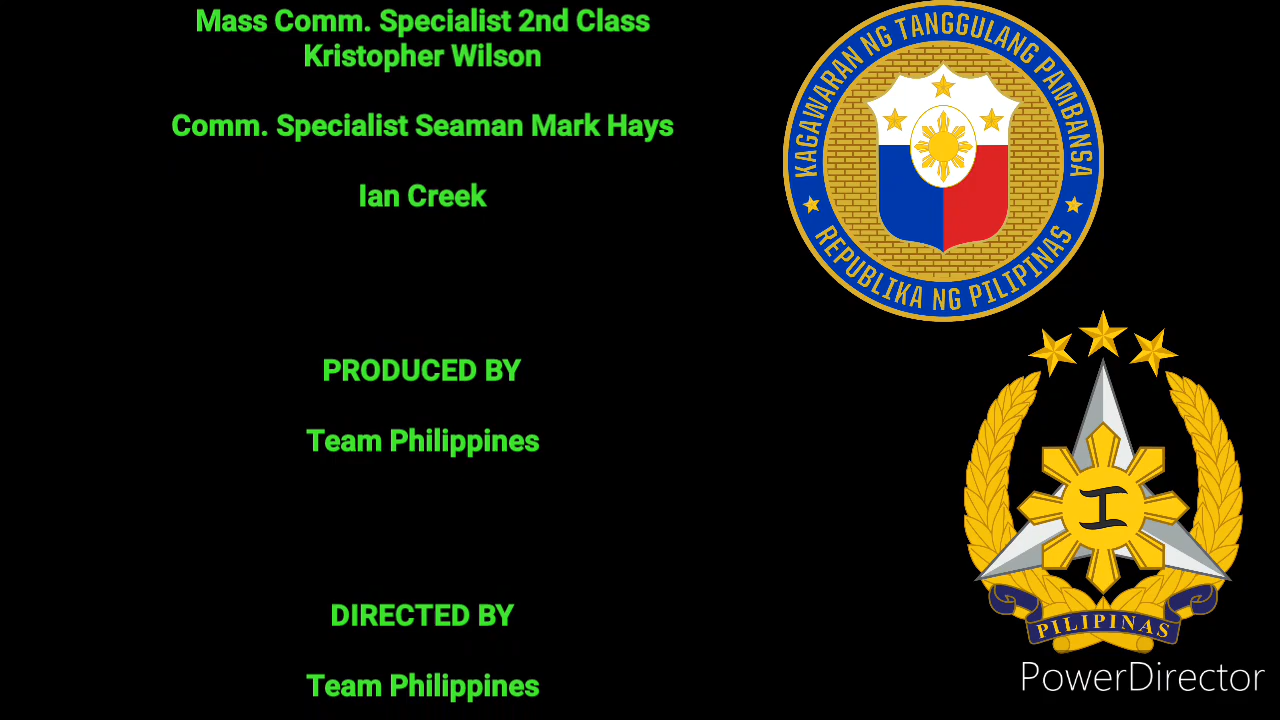 Mass Comm. Specialist 2nd Class
Kristopher Wilson
Comm. Specialist Seaman Mark Hays
Ian Creek
PRODUCED BY
Team Philippines
DIRECTED BY
Team Philippines
KAGAWARAN NG TANGGULANG PAMBANSA
REPUBLIKA NG PILIPINAS
PILIPINAS
PowerDirector